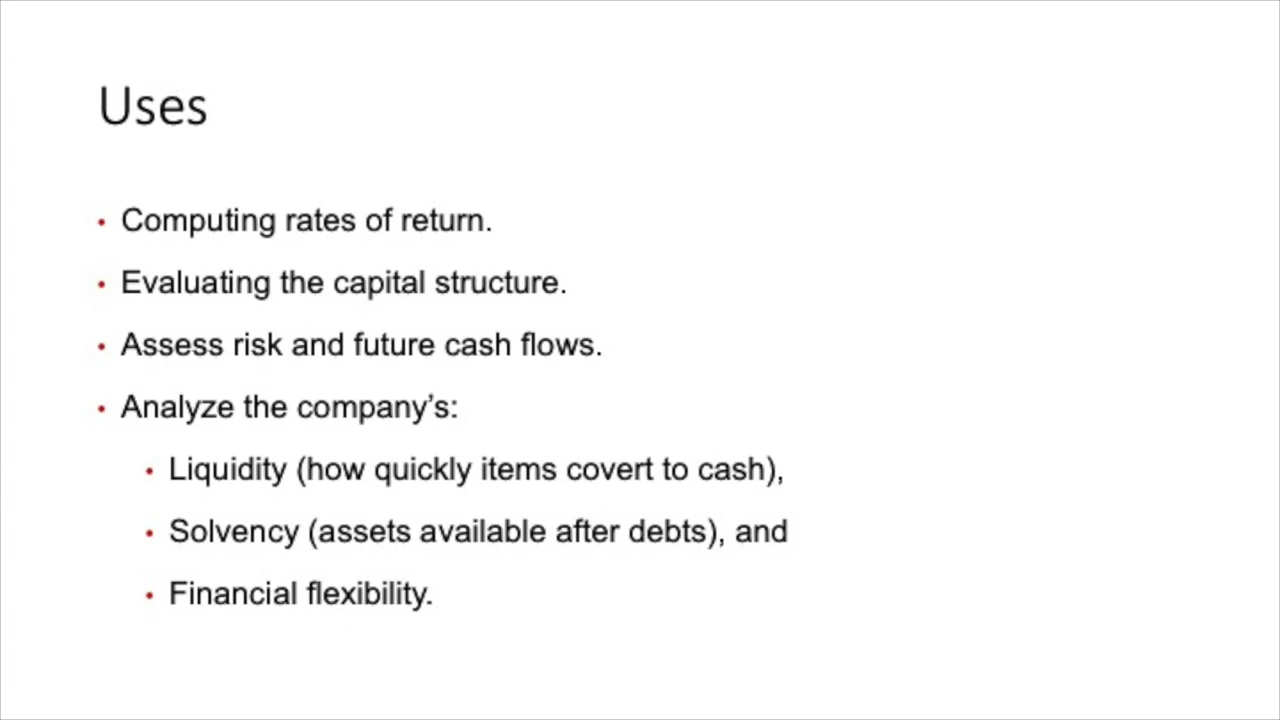 Uses
• Computing rates of return.
• Evaluating the capital structure.
• Assess risk and future cash flows.
• Analyze the company’s:
• Liquidity (how quickly items covert to cash),
• Solvency (assets available after debts), and
• Financial flexibility.